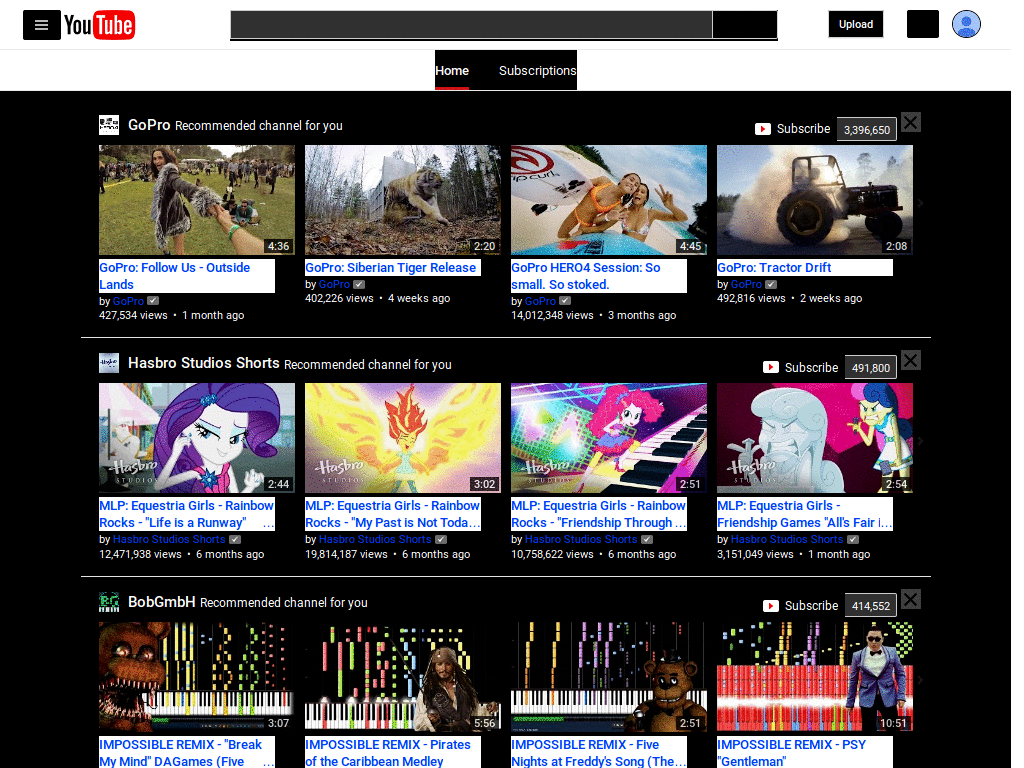 YouTube
Upload
Home Subscriptions
GoPro Recommended channel for you
Subscribe 3,396,650
rip curl
4:36
2:20
4:45
2:08
GoPro: Follow Us - Outside Lands
by GoPro
427,534 views • 1 month ago
GoPro: Siberian Tiger Release
by GoPro
402,226 views • 4 weeks ago
GoPro HERO4 Session: So small. So stoked.
by GoPro
14,012,348 views • 3 months ago
GoPro: Tractor Drift
by GoPro
492,816 views • 2 weeks ago
Hasbro Studios Shorts Recommended channel for you
Subscribe 491,800
Hasbro STUDIOS 2:44
Hasbro STUDIOS 3:02
Hasbro STUDIOS 2:51
Hasbro STUDIOS 2:54
MLP: Equestria Girls - Rainbow Rocks - "Life is a Runway" ...
by Hasbro Studios Shorts
12,471,938 views • 6 months ago
MLP: Equestria Girls - Rainbow Rocks - "My Past is Not Toda...
by Hasbro Studios Shorts
19,814,187 views • 6 months ago
MLP: Equestria Girls - Rainbow Rocks - "Friendship Through ...
by Hasbro Studios Shorts
10,758,622 views • 6 months ago
MLP: Equestria Girls - Friendship Games "All's Fair i...
by Hasbro Studios Shorts
3,151,049 views • 1 month ago
BobGmbH Recommended channel for you
Subscribe 414,552
3:07
5:56
2:51
10:51
IMPOSSIBLE REMIX - "Break My Mind" DAGames (Five ...
IMPOSSIBLE REMIX - Pirates of the Caribbean Medley
IMPOSSIBLE REMIX - Five Nights at Freddy's Song (The...
IMPOSSIBLE REMIX - PSY "Gentleman"